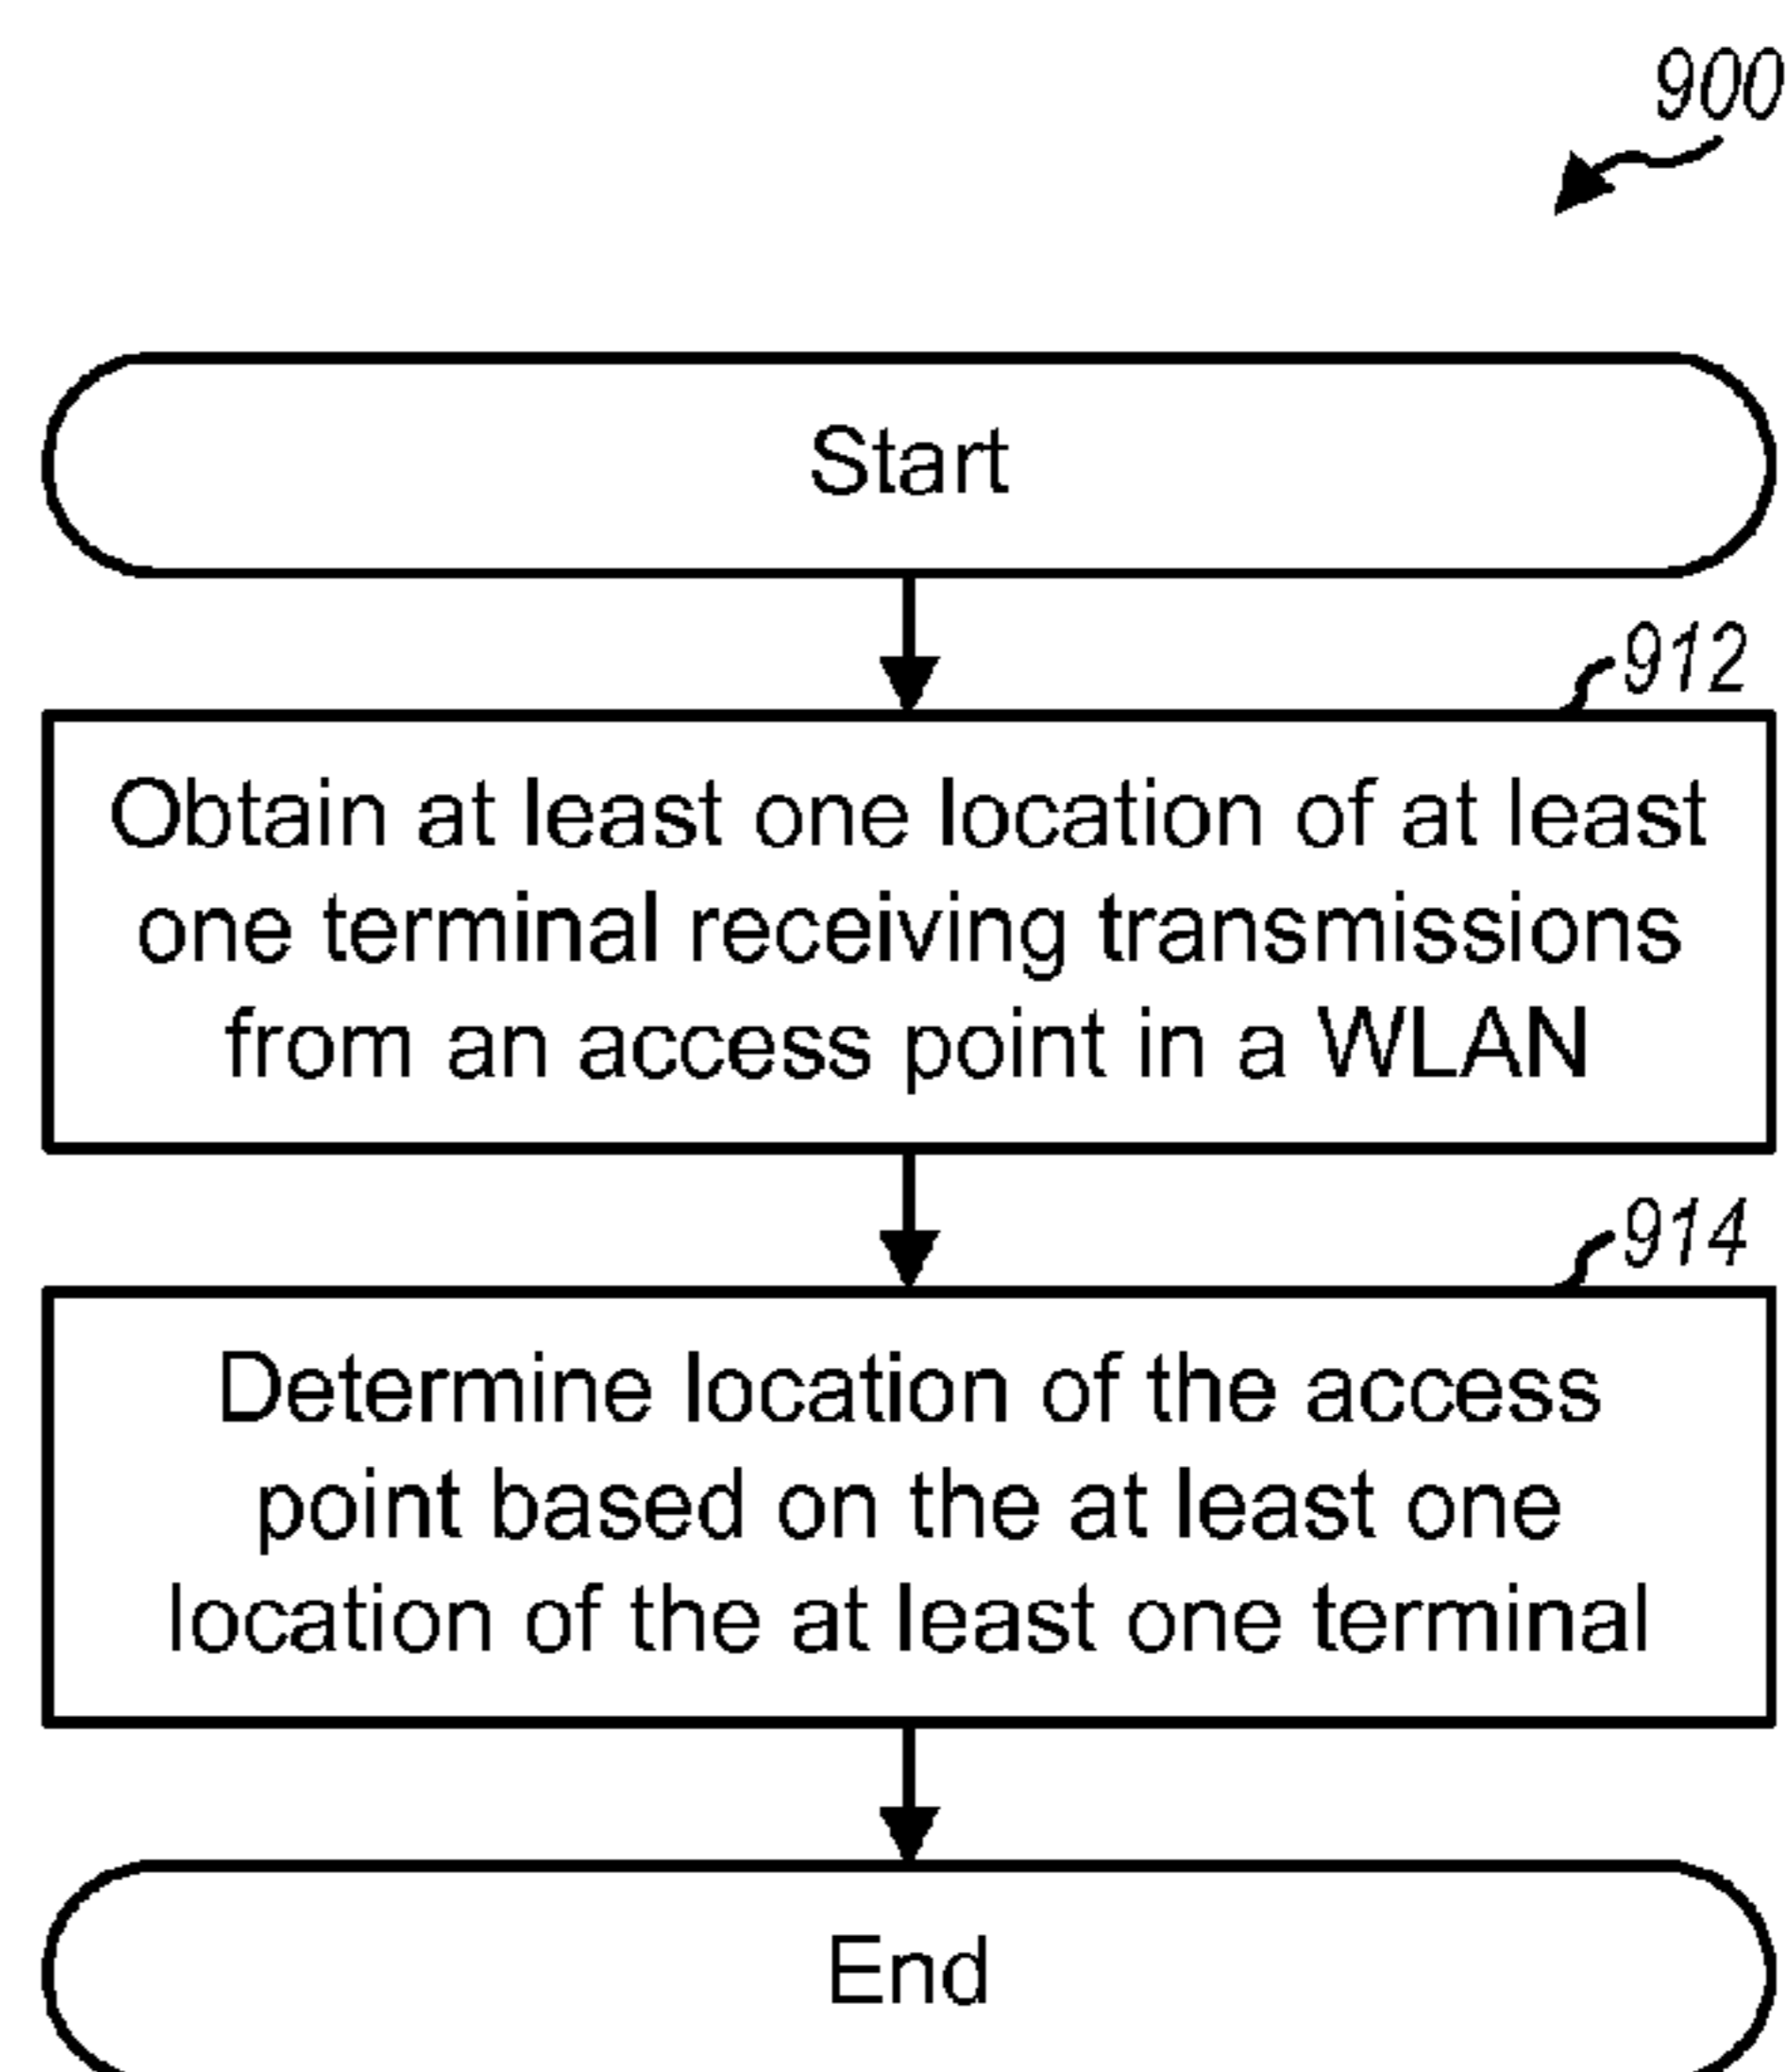 900
Start
912
Obtain at least one location of at least
one terminal receiving transmissions
from an access point in a WLAN
914
Determine location of the access
point based on the at least one
location of the at least one terminal
End